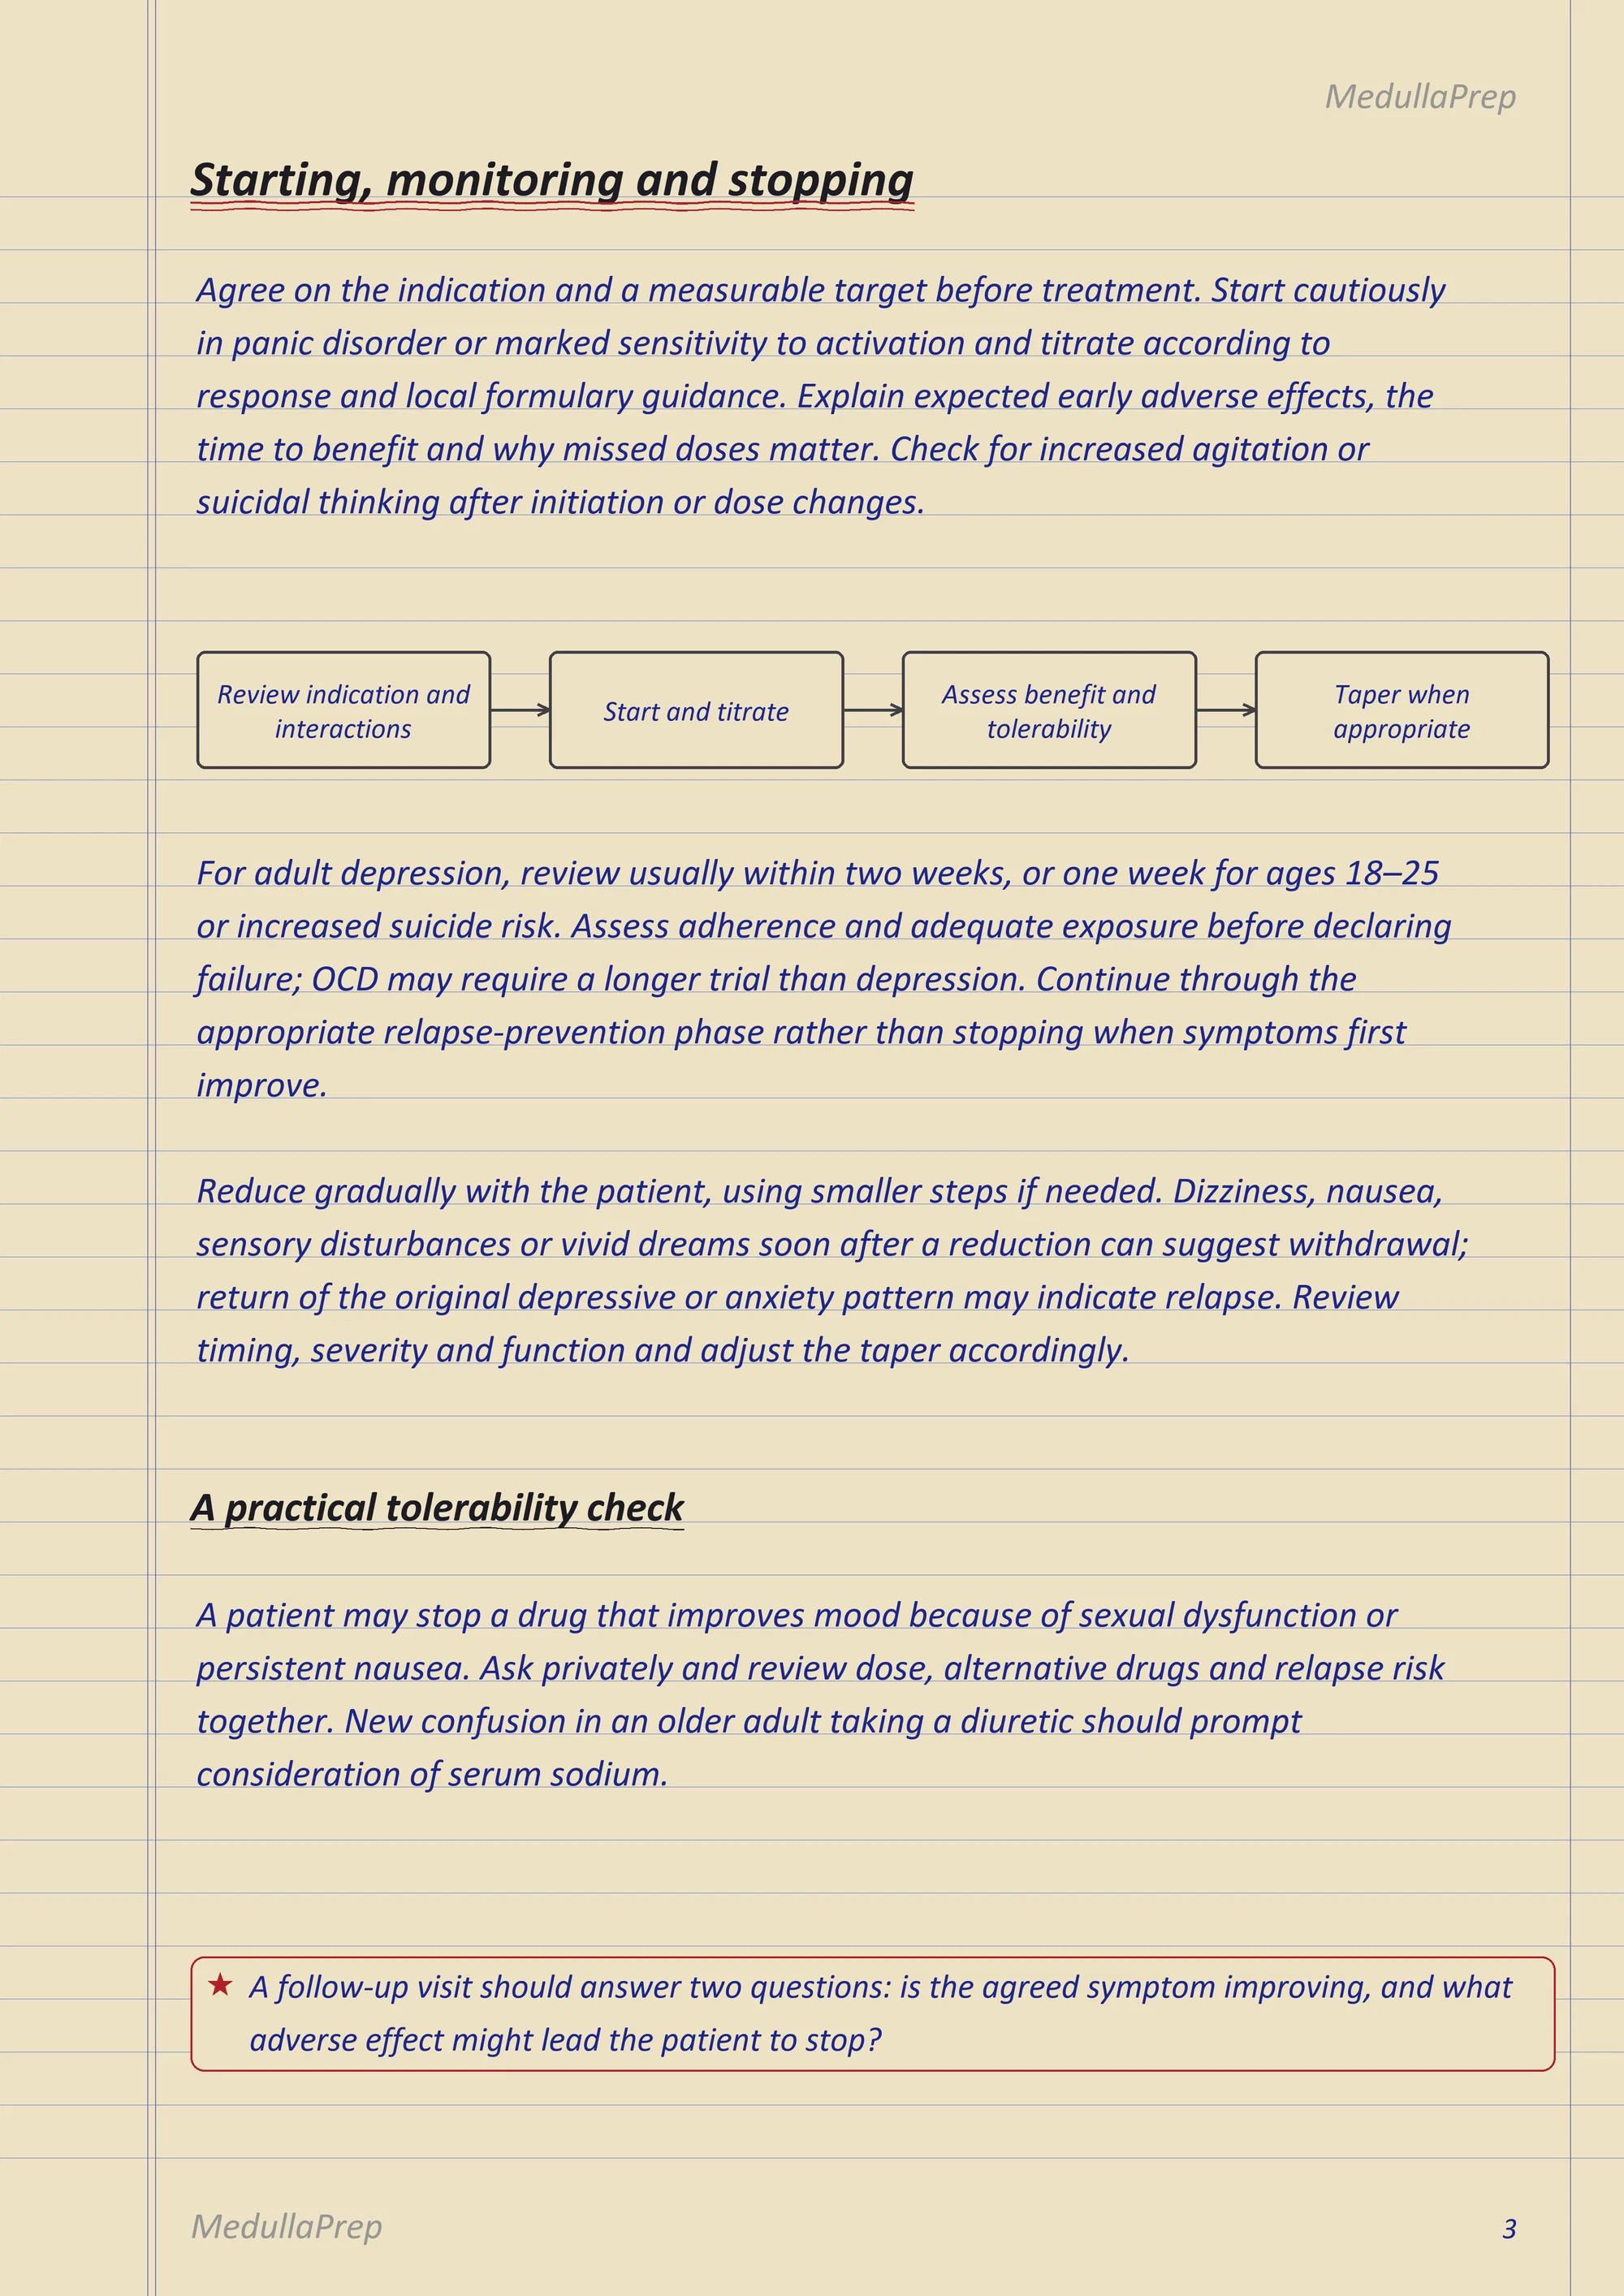 MedullaPrep
Starting, monitoring and stopping
Agree on the indication and a measurable target before treatment. Start cautiously
in panic disorder or marked sensitivity to activation and titrate according to
response and local formulary guidance. Explain expected early adverse effects, the
time to benefit and why missed doses matter. Check for increased agitation or
suicidal thinking after initiation or dose changes.
Review indication and
interactions
Start and titrate
Assess benefit and
tolerability
Taper when
appropriate
For adult depression, review usually within two weeks, or one week for ages 18–25
or increased suicide risk. Assess adherence and adequate exposure before declaring
failure; OCD may require a longer trial than depression. Continue through the
appropriate relapse-prevention phase rather than stopping when symptoms first
improve.
Reduce gradually with the patient, using smaller steps if needed. Dizziness, nausea,
sensory disturbances or vivid dreams soon after a reduction can suggest withdrawal;
return of the original depressive or anxiety pattern may indicate relapse. Review
timing, severity and function and adjust the taper accordingly.
A practical tolerability check
A patient may stop a drug that improves mood because of sexual dysfunction or
persistent nausea. Ask privately and review dose, alternative drugs and relapse risk
together. New confusion in an older adult taking a diuretic should prompt
consideration of serum sodium.
★ A follow-up visit should answer two questions: is the agreed symptom improving, and what
adverse effect might lead the patient to stop?
MedullaPrep
3